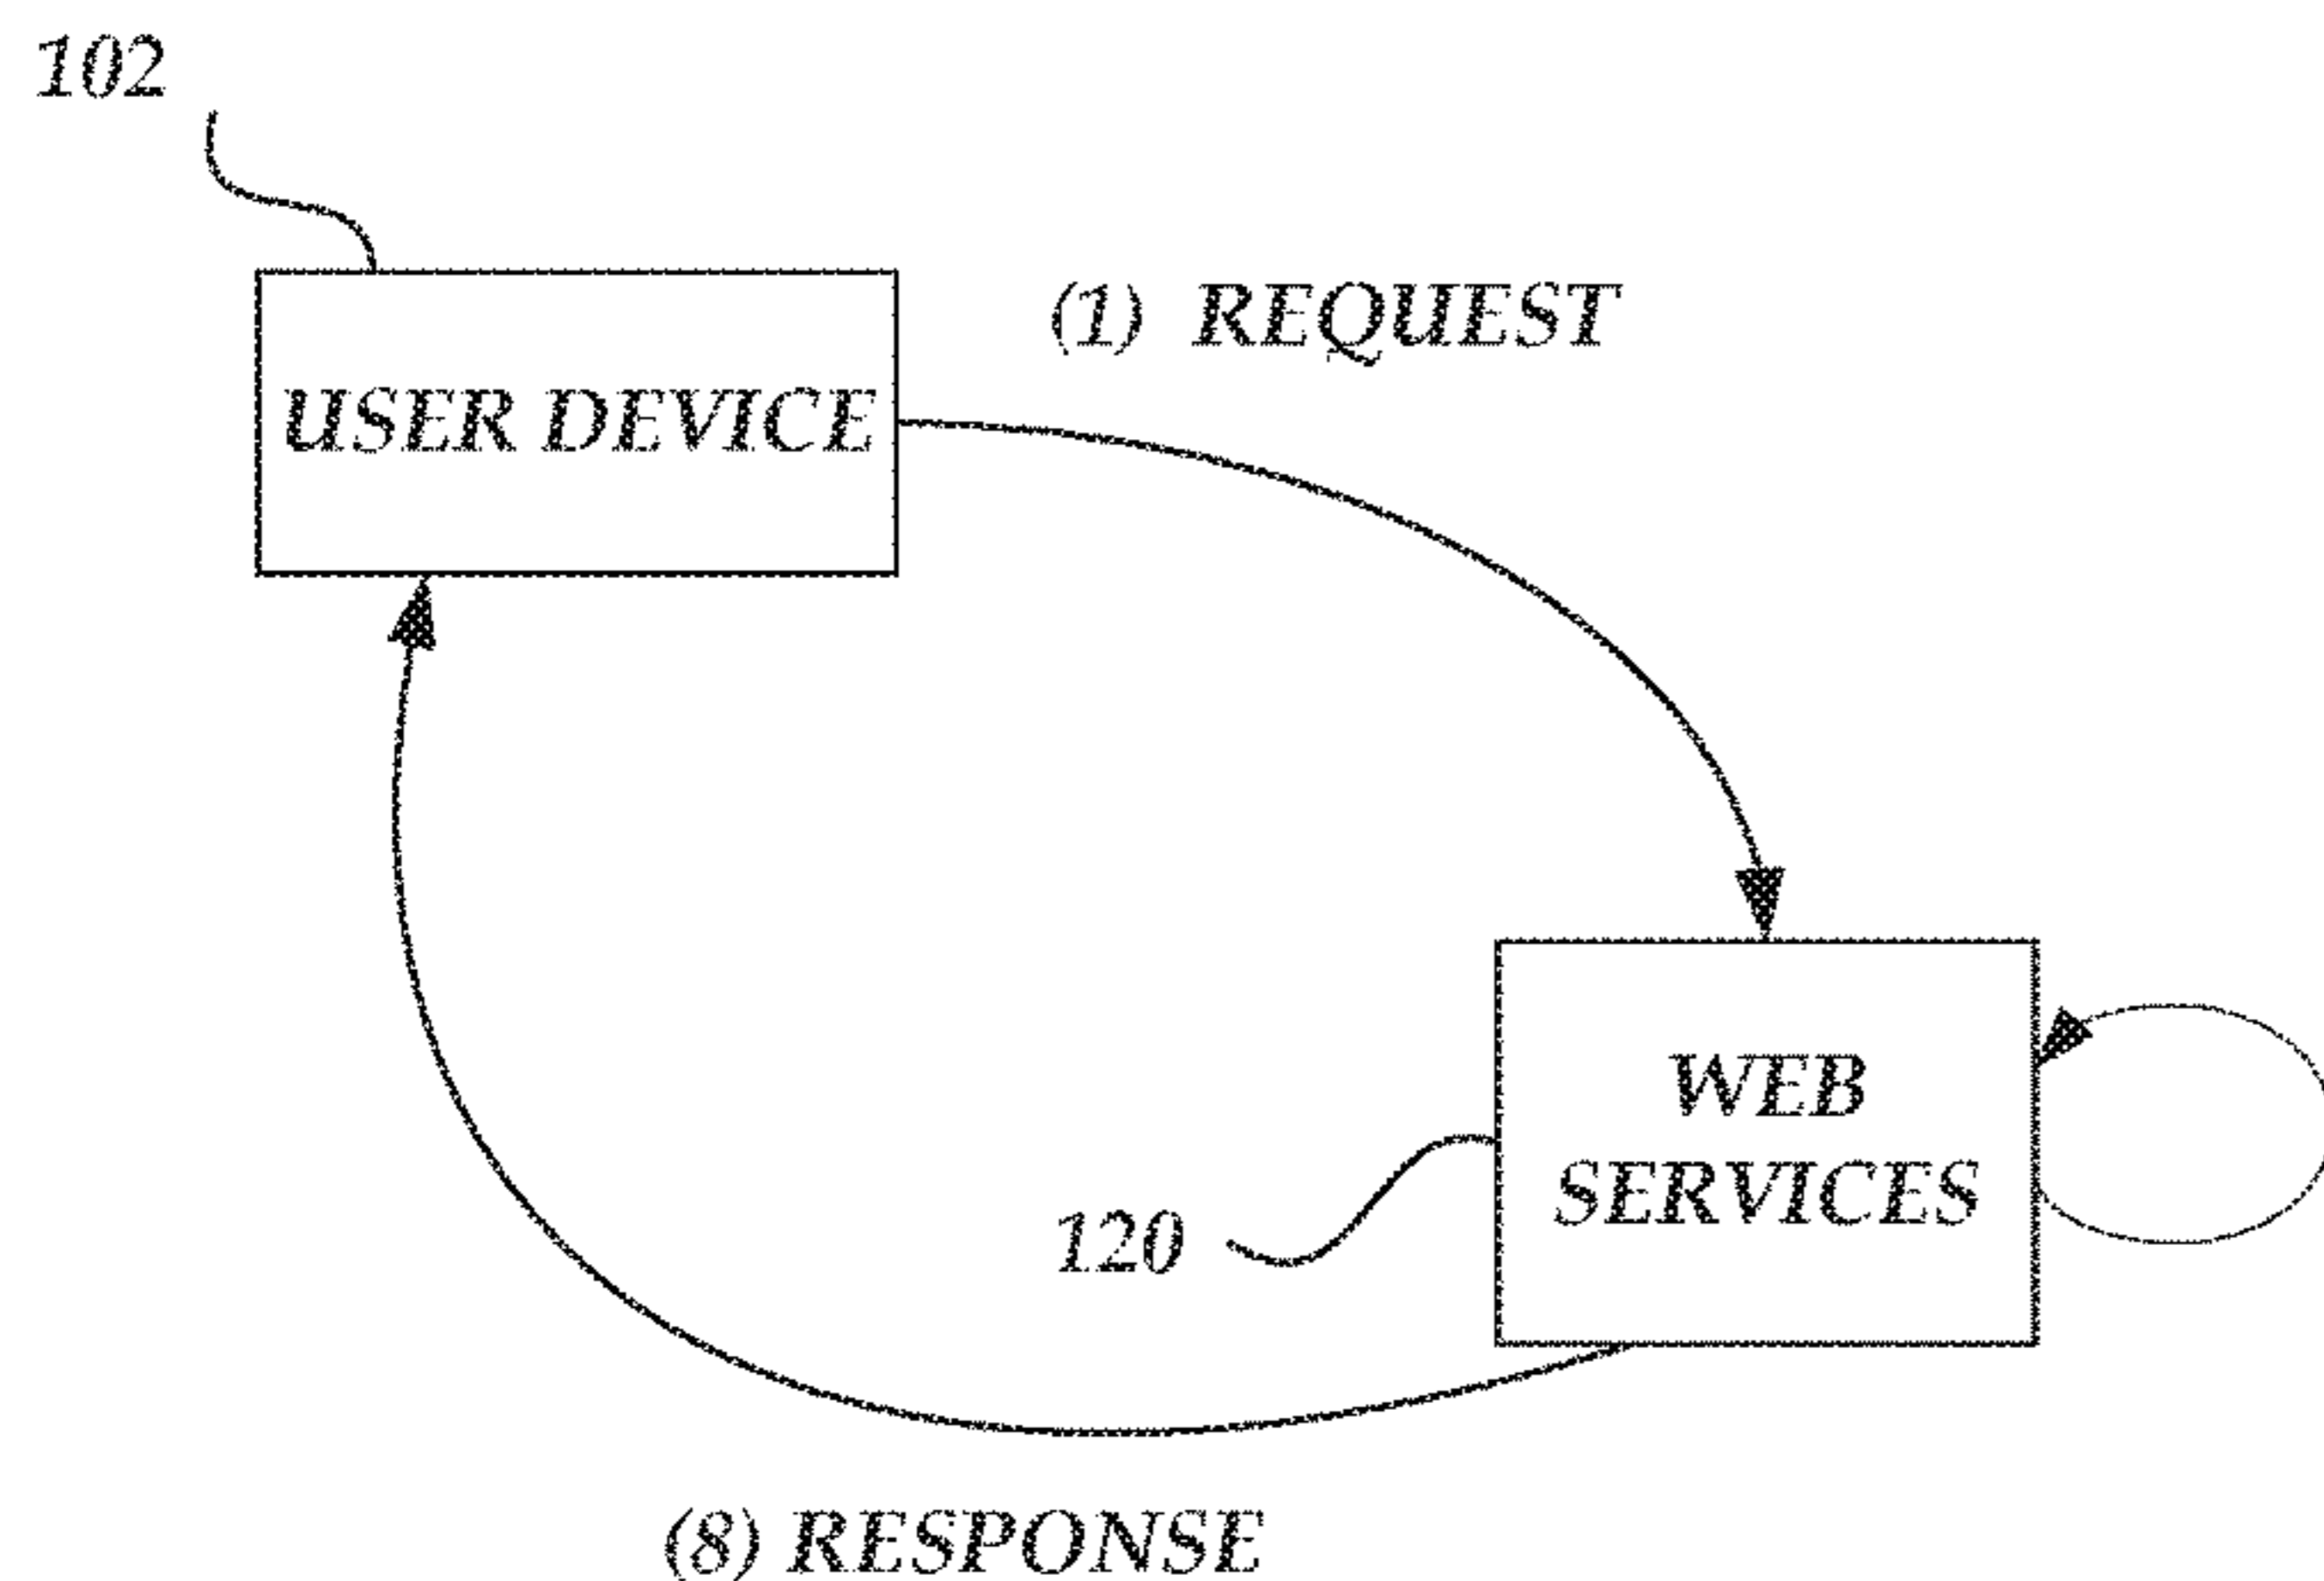 102
(1) REQUEST
USER DEVICE
WEB
SERVICES
120
(8) RESPONSE